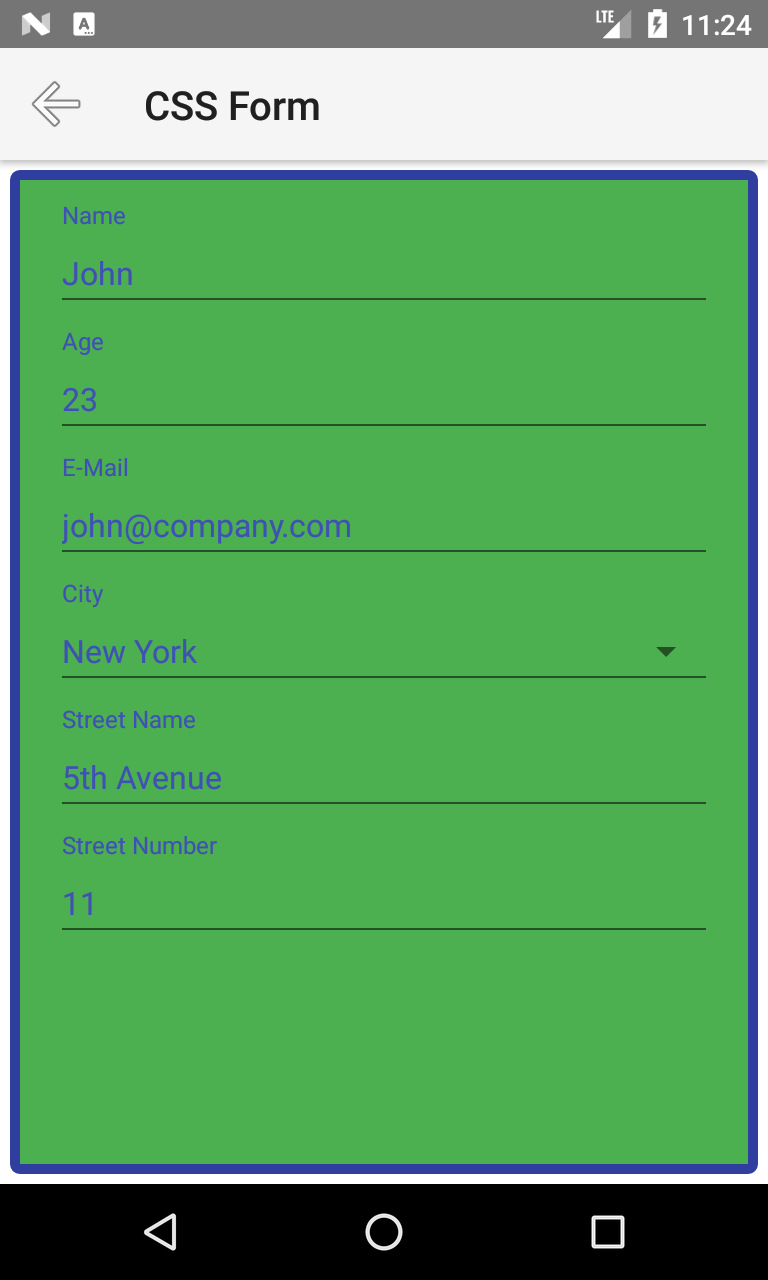 LTE 11:24
CSS Form
Name
John
Age
23
E-Mail
john@company.com
City
New York
Street Name
5th Avenue
Street Number
11